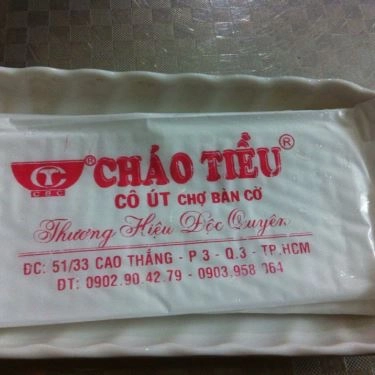 CHÁO TIỀU
CÔ ÚT CHỢ BÀN CỜ
Thương Hiệu Độc Quyền
ĐC: 51/33 CAO THẮNG - P 3 - Q.3 - TP.HCM
ĐT: 0902.90.42.79 - 0903.958